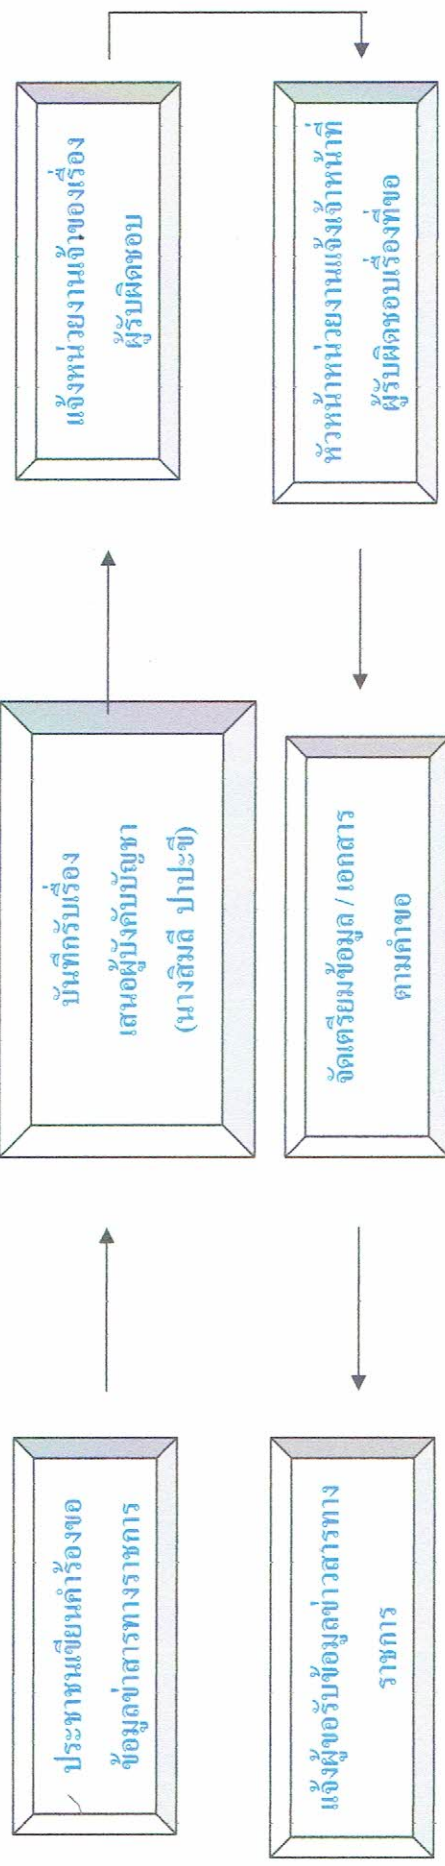 ประชาชนเขียนคำร้องขอ
ข้อมูลข่าสารทางราชการ
บันทึกรับเรื่อง
เสนอผู้บังคับบัญชา
(นางสิมลี ปาปะขี)
แจ้งหน่วยงานเจ้าของเรื่อง
ผู้รับผิดชอบ
หัวหน้าหน่วยงานแจ้งเจ้าหน้าที่
ผู้รับผิดชอบเรื่องที่ขอ
จัดเตรียมข้อมูล / เอกสาร
ตามคำขอ
แจ้งผู้ขอรับข้อมูลข่าวสารทาง
ราชการ